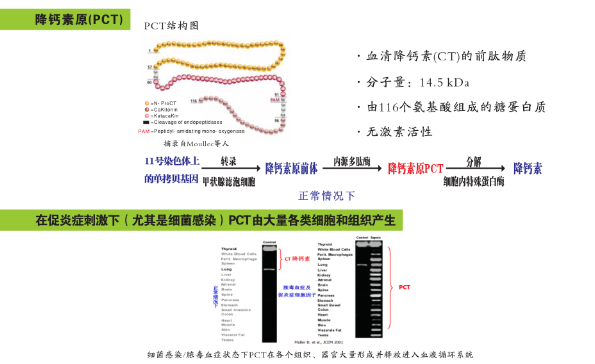 降钙素原(PCT)
PCT结构图
· 血清降钙素(CT)的前肽物质
· 分子量：14.5 kDa
· 由116个氨基酸组成的糖蛋白质
· 无激素活性
N- ProCT
Cleavage of endopeptidases
PAM
PAM =Peptidyl- amidating mono- oxygenase
摘录自Moullec等人
11号染色体上的单拷贝基因
转录
甲状腺滤泡细胞
降钙素原前体
内源多肽酶
降钙素原PCT
分解
细胞内特殊蛋白酶
降钙素
正常情况下
在促炎症刺激下（尤其是细菌感染）PCT由大量各类细胞和组织产生
Control
Thyroid
White Blood Cells
Perit. Macrophage
Spleen
Lung
Liver
Kidney
Adrenal
Brain
Spine
Pancreas
Stomach
Small Intestine
Colon
Heart
Muscle
Skin
Visceral Fat
Testes
CT 降钙素
脓毒血症及
促炎症细胞因子
Control Sepsis
Thyroid
White Blood Cells
Perit. Macrophages
Spleen
Lung
Liver
Kidney
Adrenal
Brain
Spine
Pancreas
Stomach
Small Bowel
Colon
Heart
Muscle
Skin
Visceral Fat
Testes
PCT
Müller B. et al., JCEM 2001
细菌感染/脓毒血症状态下PCT在各个组织、器官大量形成并释放进入血液循环系统